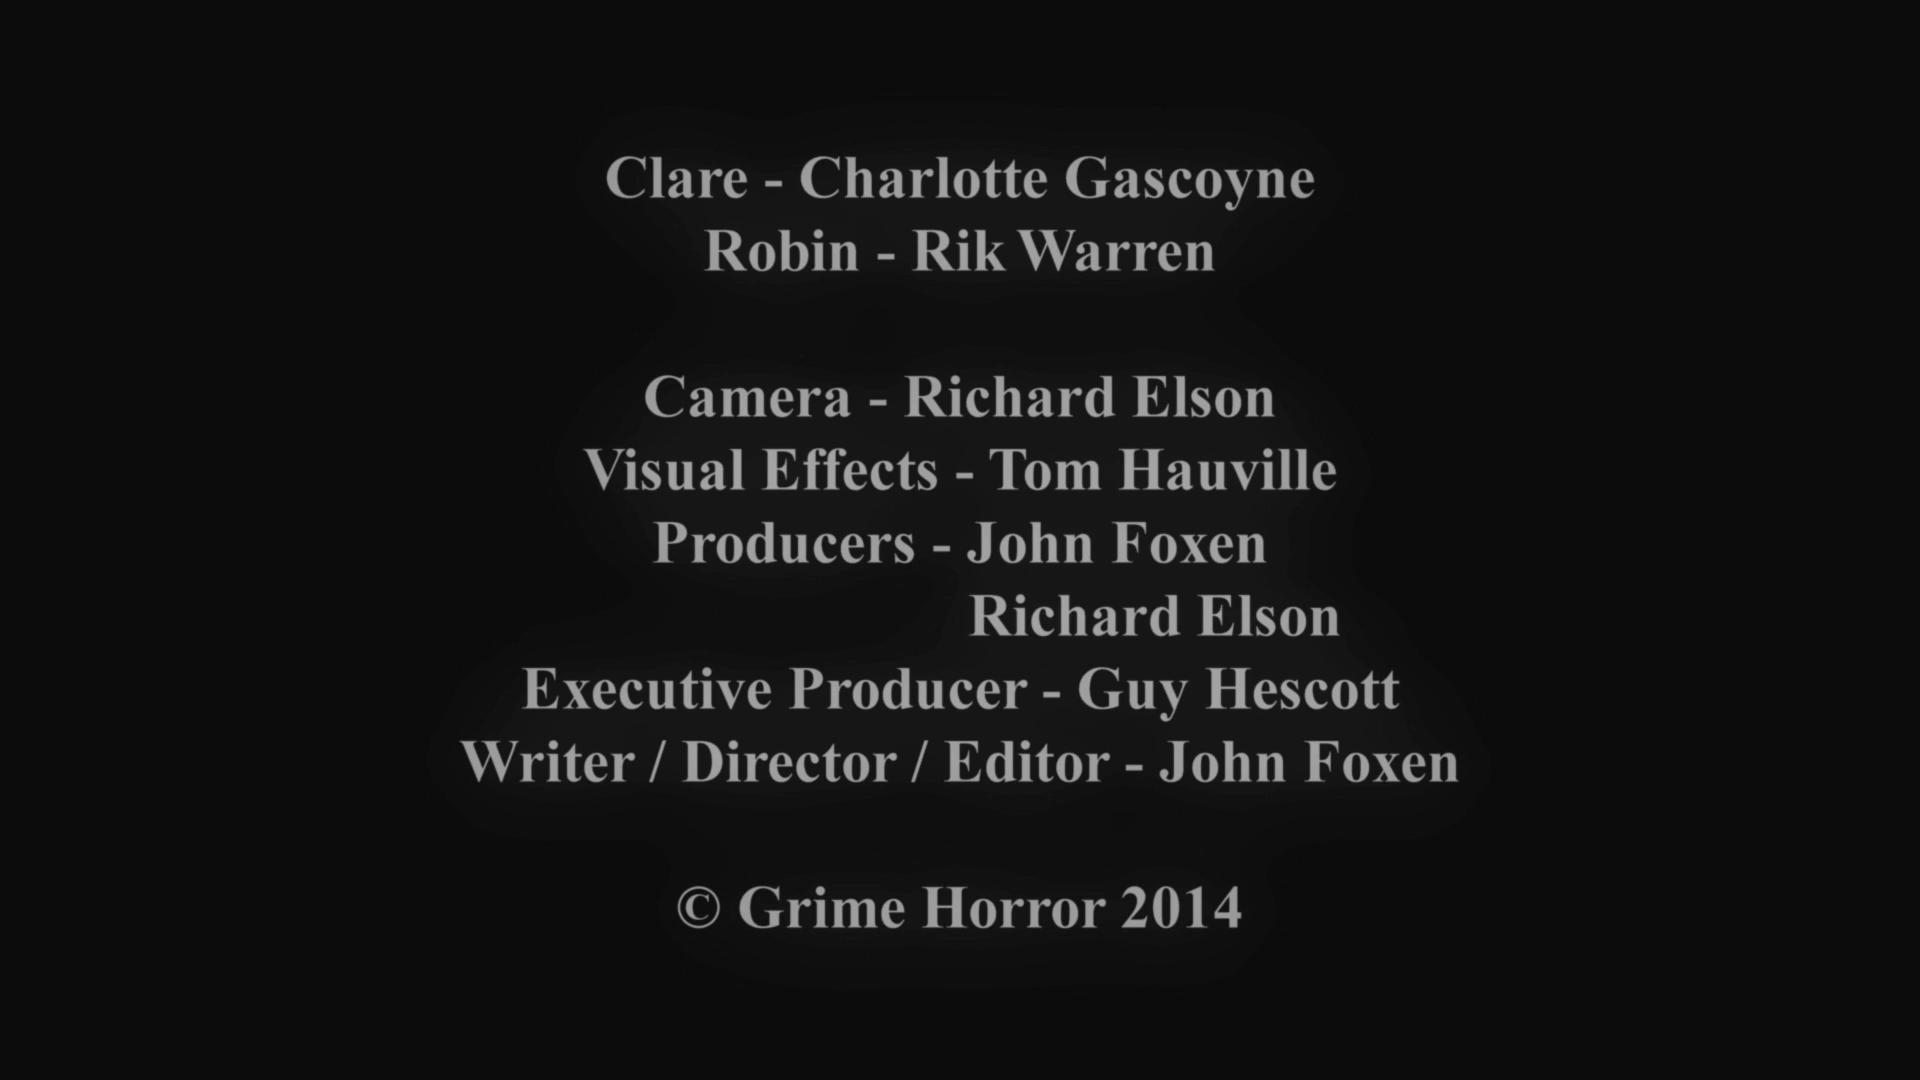 Clare - Charlotte Gascoyne
Robin - Rik Warren
Camera - Richard Elson
Visual Effects - Tom Hauville
Producers - John Foxen
Richard Elson
Executive Producer - Guy Hescott
Writer / Director / Editor - John Foxen
© Grime Horror 2014